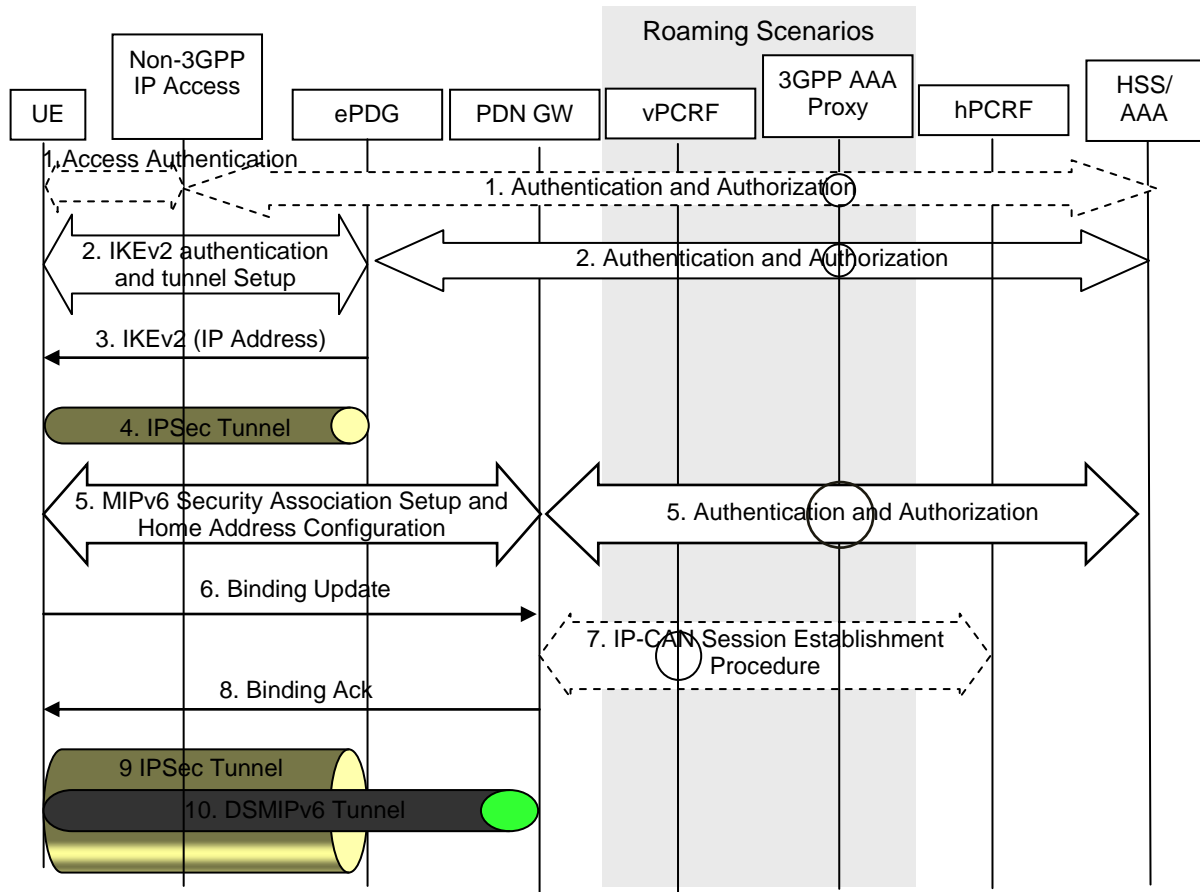 Roaming Scenarios
UE
Non-3GPP
IP Access
ePDG
PDN GW
vPCRF
3GPP AAA
Proxy
hPCRF
HSS/
AAA
1.Access Authentication
1. Authentication and Authorization
2. IKEv2 authentication
and tunnel Setup
2. Authentication and Authorization
3. IKEv2 (IP Address)
4. IPSec Tunnel
5. MIPv6 Security Association Setup and
Home Address Configuration
5. Authentication and Authorization
6. Binding Update
7. IP-CAN Session Establishment
Procedure
8. Binding Ack
9 IPSec Tunnel
10. DSMIPv6 Tunnel